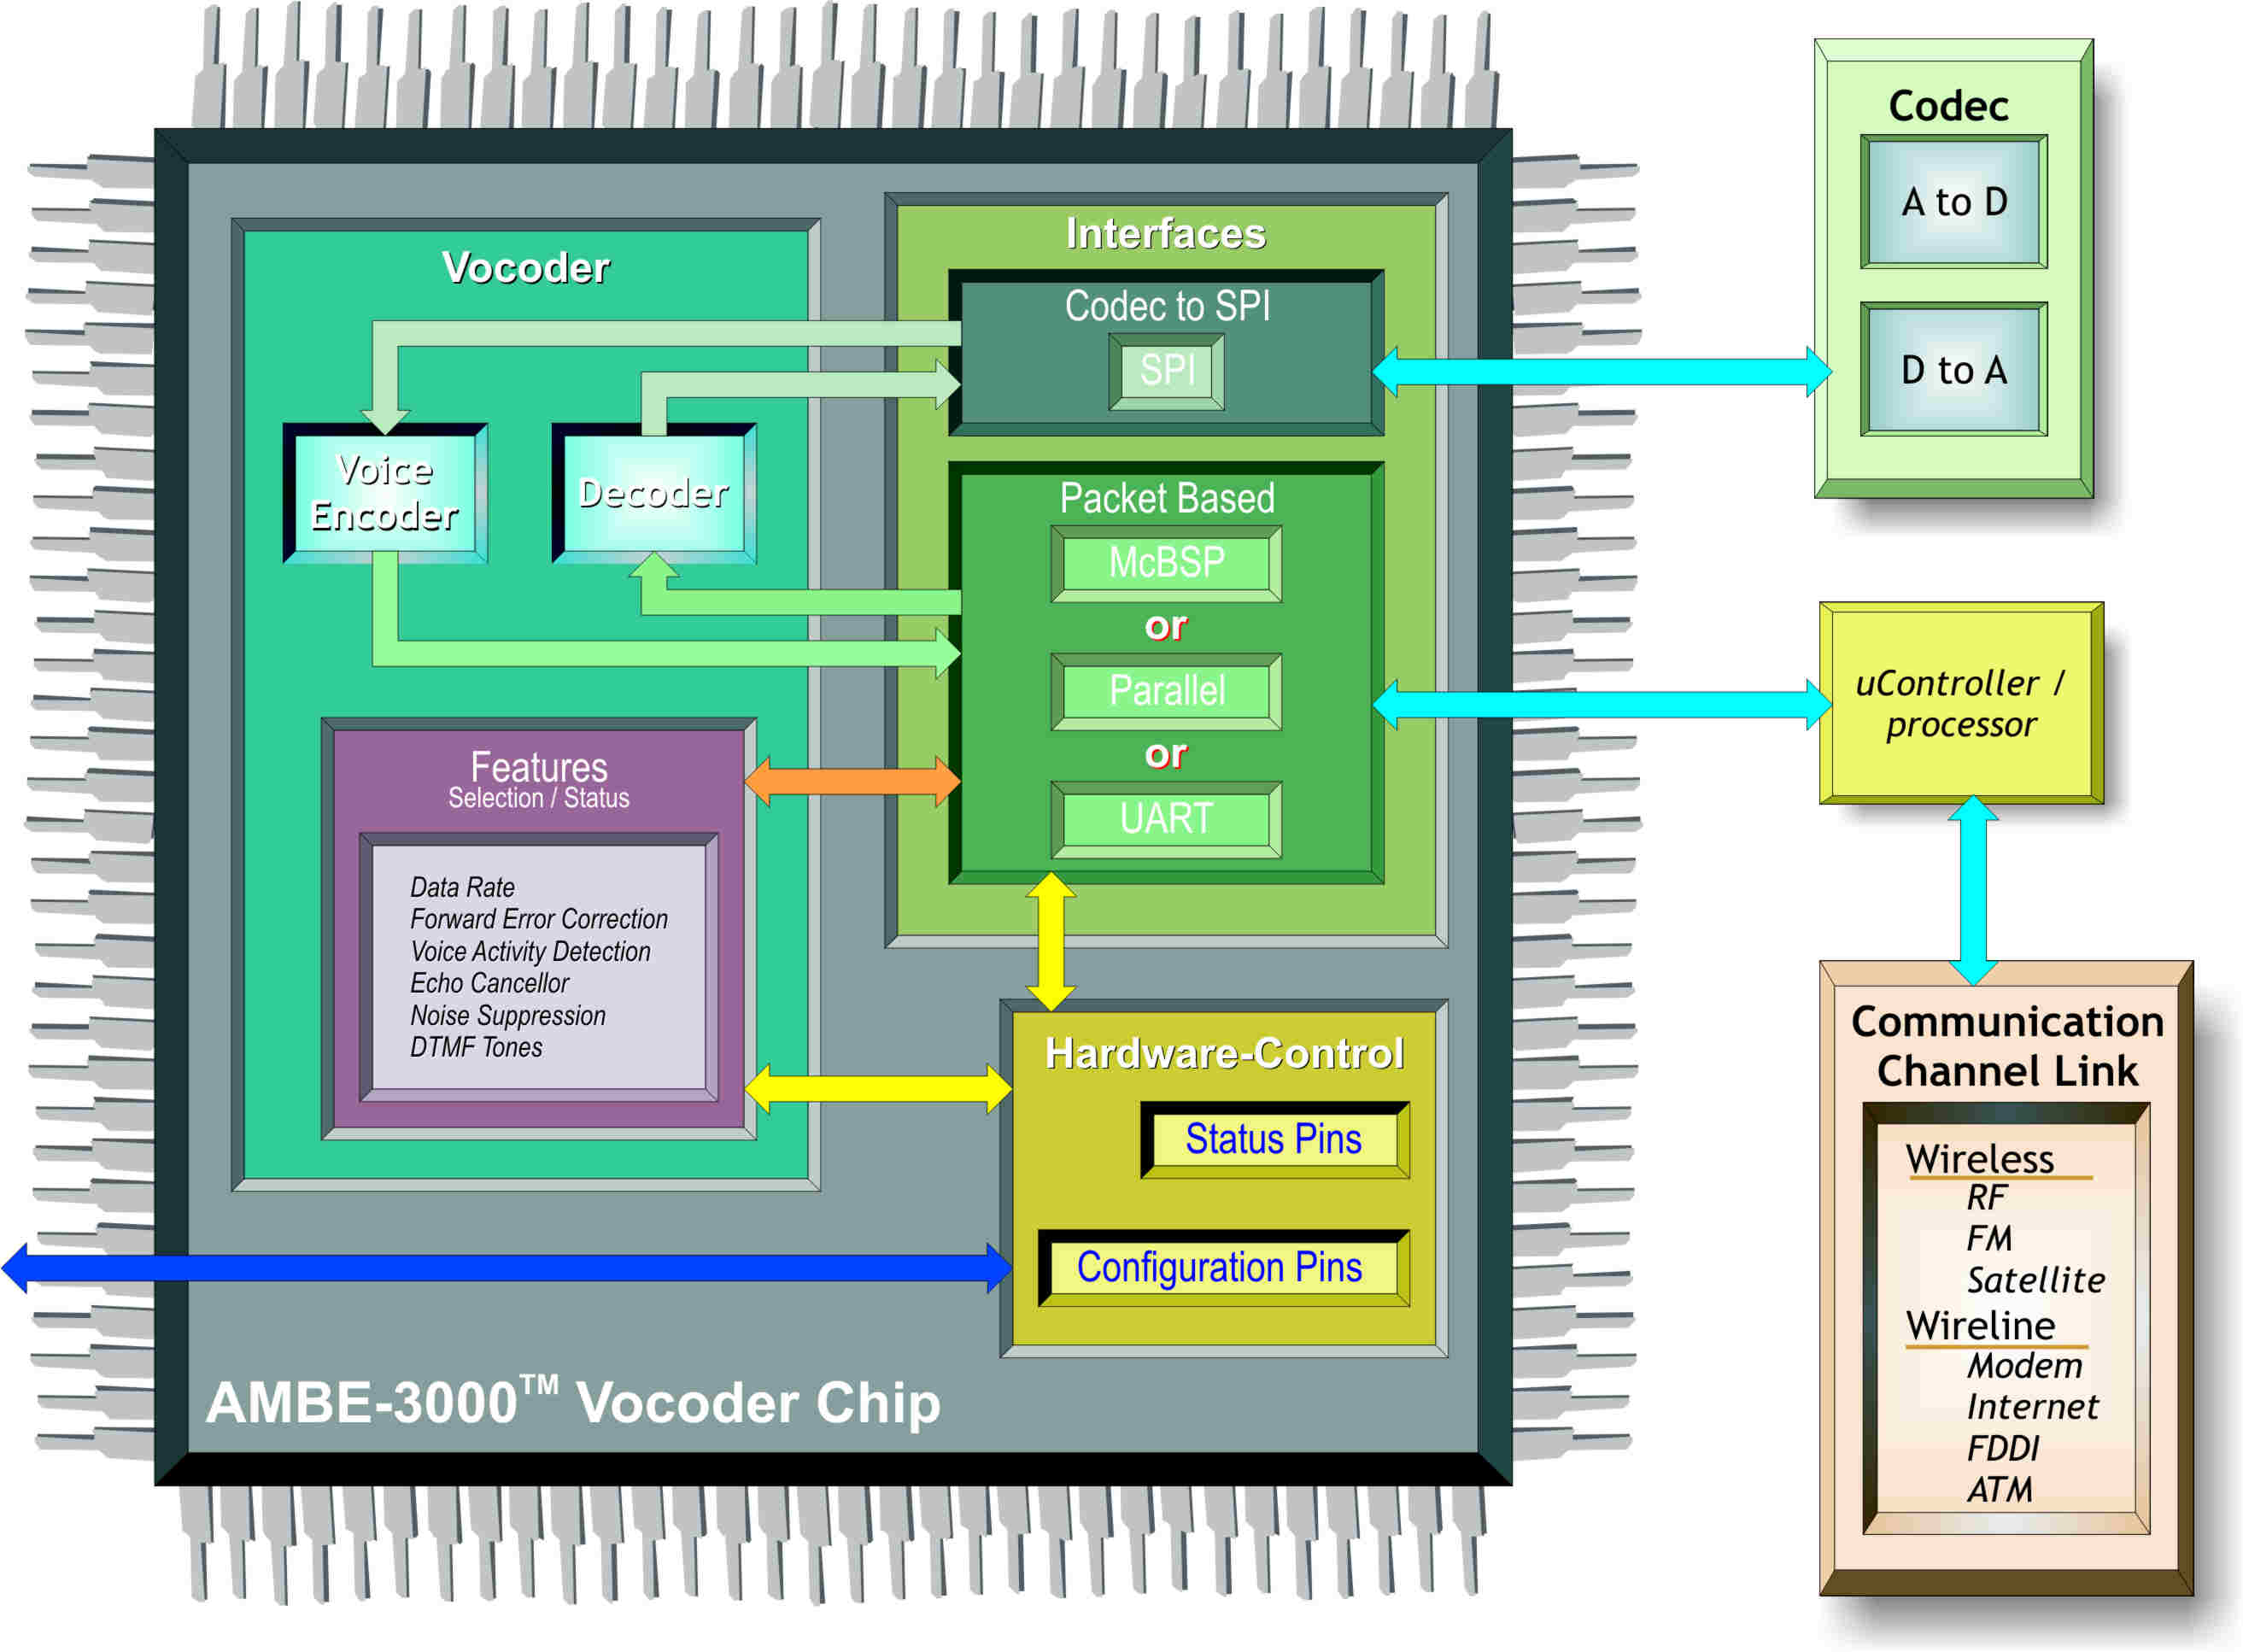 Vocoder
Voice
Encoder
Decoder
Features
Selection / Status
Data Rate
Forward Error Correction
Voice Activity Detection
Echo Cancellor
Noise Suppression
DTMF Tones
Interfaces
Codec to SPI
SPI
Packet Based
McBSP
or
Parallel
or
UART
Hardware-Control
Status Pins
Configuration Pins
AMBE-3000™ Vocoder Chip
Codec
A to D
D to A
uController /
processor
Communication
Channel Link
Wireless
RF
FM
Satellite
Wireline
Modem
Internet
FDDI
ATM